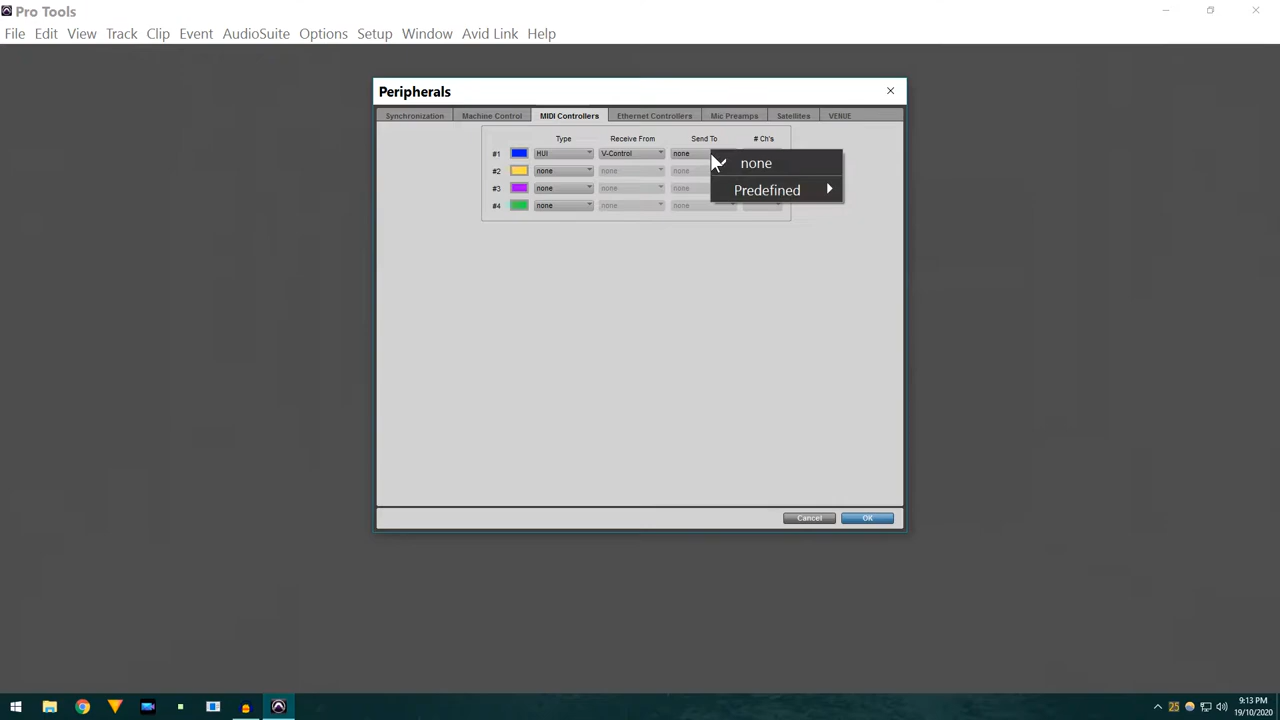 Pro Tools
File Edit View Track Clip Event AudioSuite Options Setup Window Avid Link Help
Peripherals
Synchronization Machine Control MIDI Controllers Ethernet Controllers Mic Preamps Satellites VENUE
Type Receive From Send To # Ch's
#1 HUI V-Control none
none
#2 none none none
Predefined
#3 none none none
#4 none none none
Cancel OK
25
9:13 PM
19/10/2020